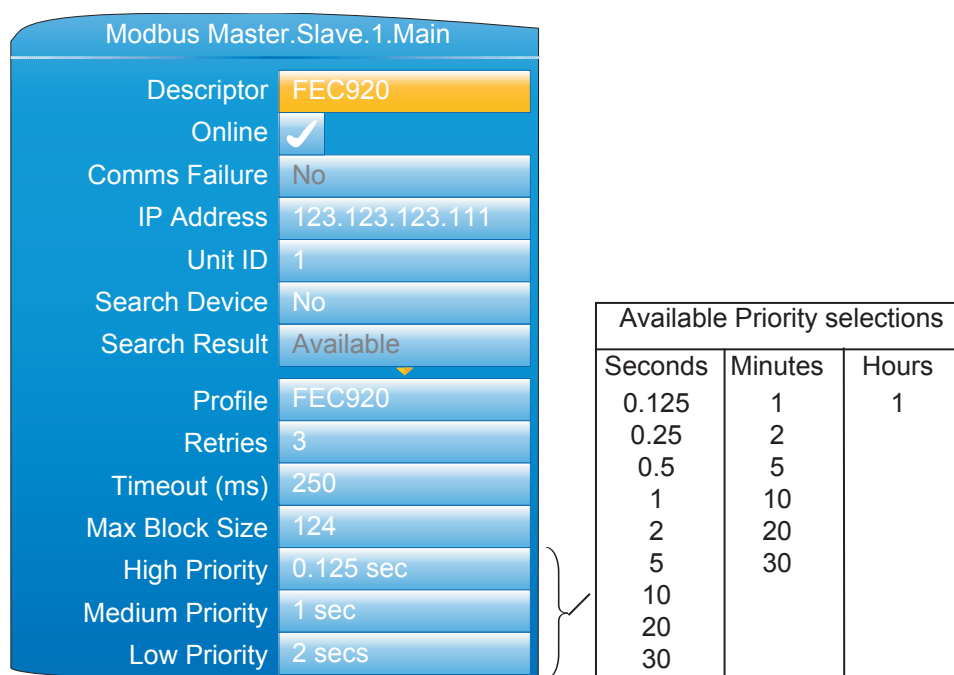 Modbus Master.Slave.1.Main
Descriptor FEC920
Online
Comms Failure No
IP Address 123.123.123.111
Unit ID 1
Search Device No
Search Result Available
Profile FEC920
Retries 3
Timeout (ms) 250
Max Block Size 124
High Priority 0.125 sec
Medium Priority 1 sec
Low Priority 2 secs
Available Priority selections
Seconds Minutes Hours
0.125 1 1
0.25 2
0.5 5
1 10
2 20
5 30
10
20
30